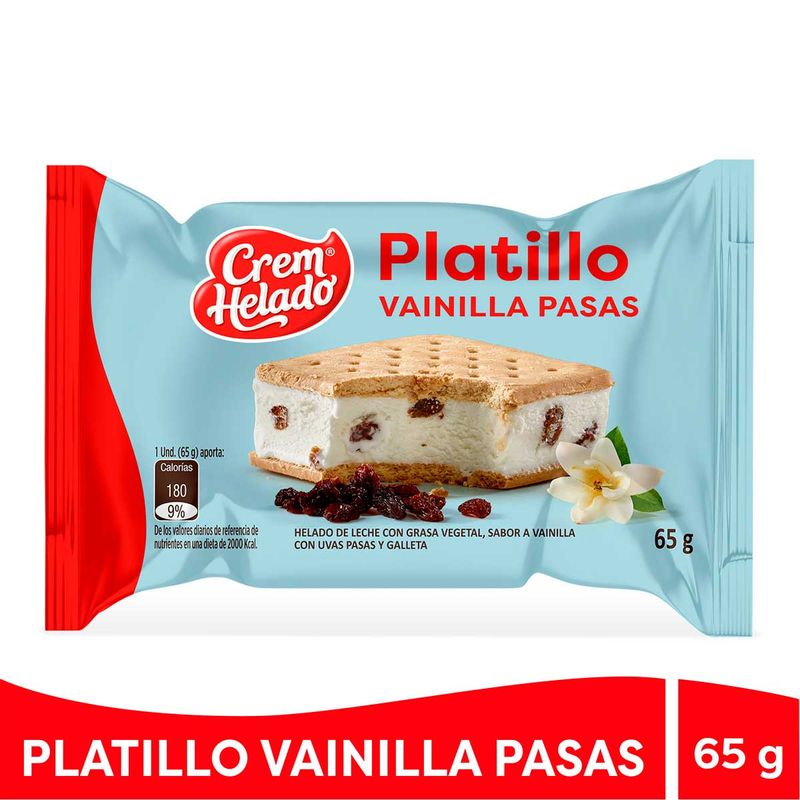 Crem
Helado®
Platillo
VAINILLA PASAS
1 Und. (65 g) aporta:
Calorías
180
9%
De los valores diarios de referencia de
nutrientes en una dieta de 2000 Kcal.
HELADO DE LECHE CON GRASA VEGETAL, SABOR A VAINILLA
CON UVAS PASAS Y GALLETA
65 g
PLATILLO VAINILLA PASAS
65 g